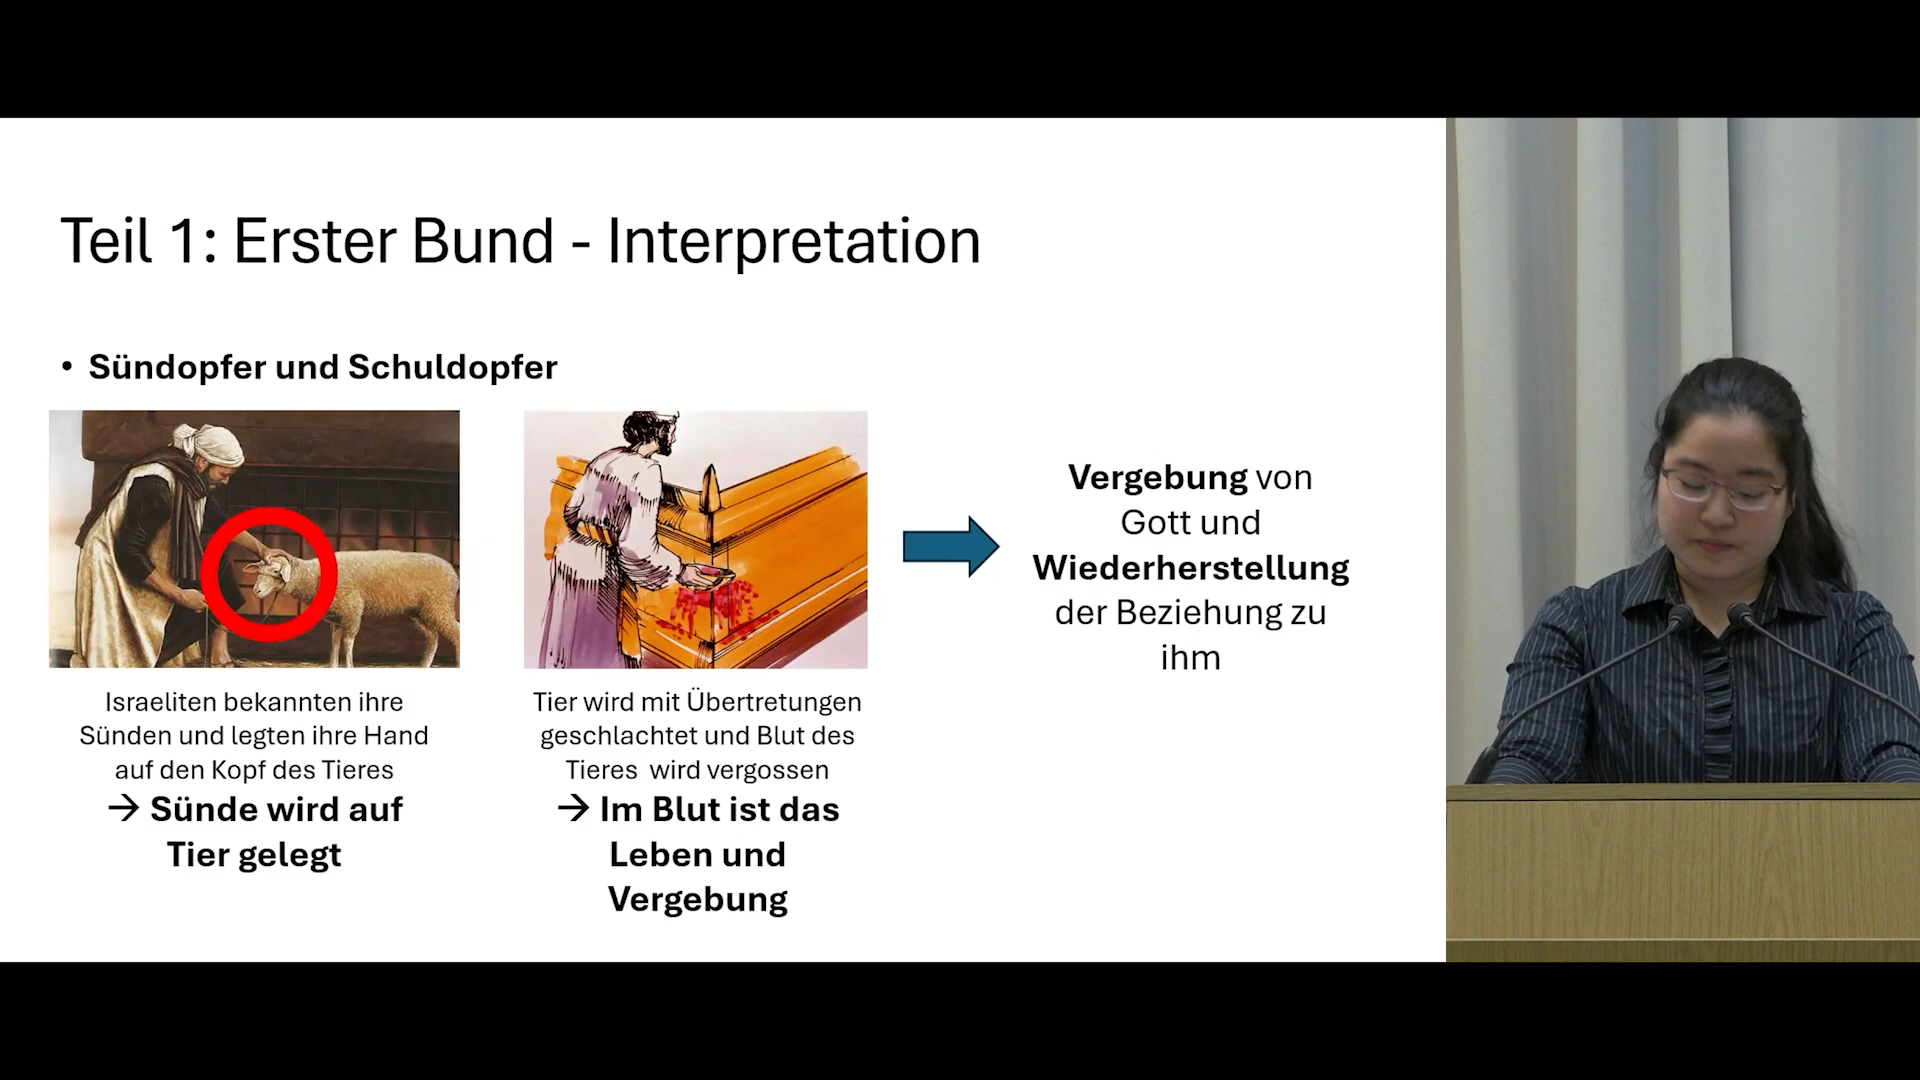 Teil 1: Erster Bund - Interpretation
• Sündopfer und Schuldopfer
Israeliten bekannten ihre
Sünden und legten ihre Hand
auf den Kopf des Tieres
→ Sünde wird auf
Tier gelegt
Tier wird mit Übertretungen
geschlachtet und Blut des
Tieres wird vergossen
→ Im Blut ist das
Leben und
Vergebung
Vergebung von
Gott und
Wiederherstellung
der Beziehung zu
ihm